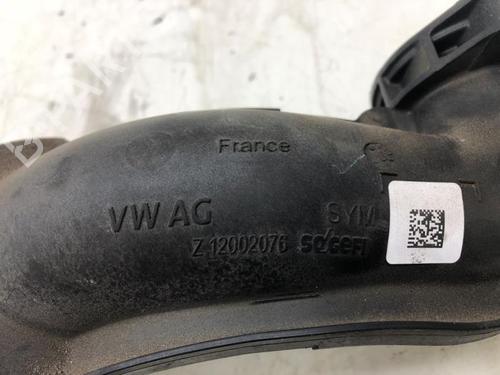 France
VW AG
SYM
Z 12002076 sogefi